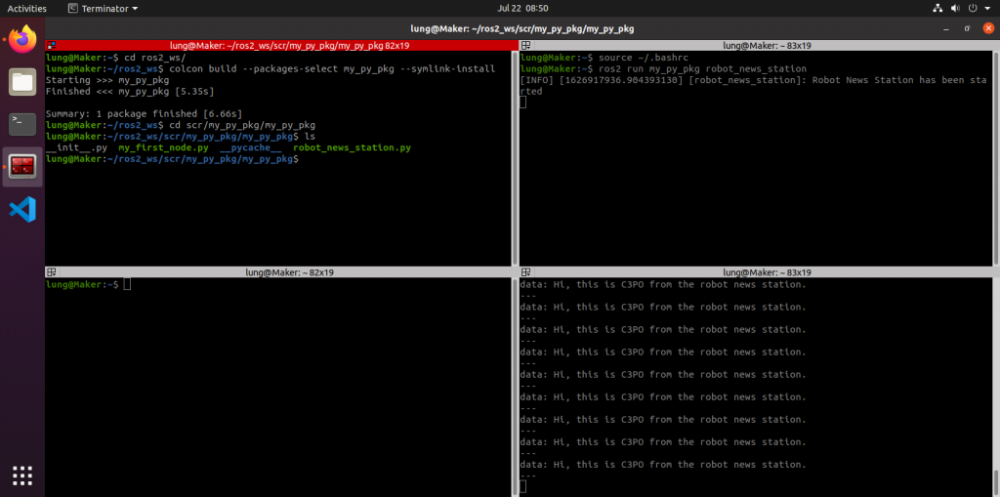 Activities
Terminator
Jul 22 08:50
lung@Maker: ~/ros2_ws/scr/my_py_pkg/my_py_pkg
lung@Maker: ~/ros2_ws/scr/my_py_pkg/my_py_pkg 82x19
lung@Maker:~$ cd ros2_ws/
lung@Maker:~/ros2_ws$ colcon build --packages-select my_py_pkg --symlink-install
Starting >>> my_py_pkg
Finished <<< my_py_pkg [5.35s]
Summary: 1 package finished [6.66s]
lung@Maker:~/ros2_ws$ cd scr/my_py_pkg/my_py_pkg
lung@Maker:~/ros2_ws/scr/my_py_pkg/my_py_pkg$ ls
__init__.py  my_first_node.py  __pycache__  robot_news_station.py
lung@Maker:~/ros2_ws/scr/my_py_pkg/my_py_pkg$
lung@Maker: ~ 83x19
lung@Maker:~$ source ~/.bashrc
lung@Maker:~$ ros2 run my_py_pkg robot_news_station
[INFO] [1626917936.904393130] [robot_news_station]: Robot News Station has been sta
rted
lung@Maker: ~ 82x19
lung@Maker:~$
lung@Maker: ~ 83x19
data: Hi, this is C3PO from the robot news station.
---
data: Hi, this is C3PO from the robot news station.
---
data: Hi, this is C3PO from the robot news station.
---
data: Hi, this is C3PO from the robot news station.
---
data: Hi, this is C3PO from the robot news station.
---
data: Hi, this is C3PO from the robot news station.
---
data: Hi, this is C3PO from the robot news station.
---
data: Hi, this is C3PO from the robot news station.
---
data: Hi, this is C3PO from the robot news station.
---